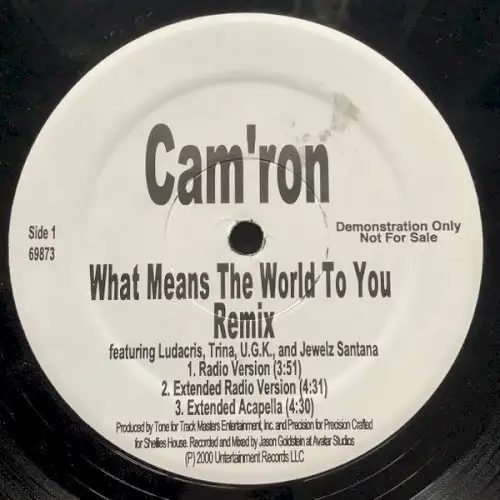 Cam'ron
Side 1
69873
Demonstration Only
Not For Sale
What Means The World To You
Remix
featuring Ludacris, Trina, U.G.K., and Jewelz Santana
1. Radio Version (3:51)
2. Extended Radio Version (4:31)
3. Extended Acapella (4:30)
Produced by Tone for Track Masters Entertainment, Inc. and Precision for Precision Crafted
for Shellies House. Recorded and Mixed by Jason Goldstein at Avatar Studios
(P) 2000 Untertainment Records LLC